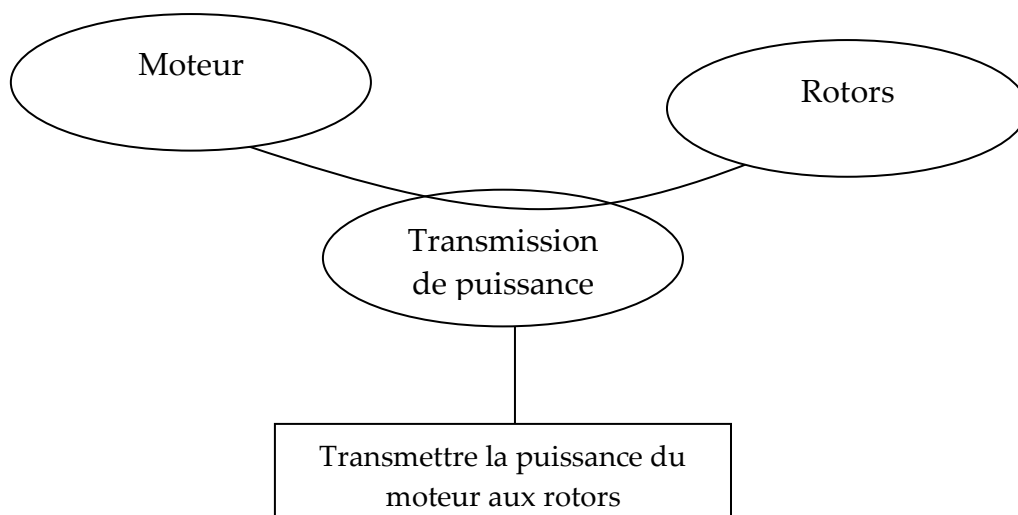 Moteur
Rotors
Transmission
de puissance
Transmettre la puissance du
moteur aux rotors